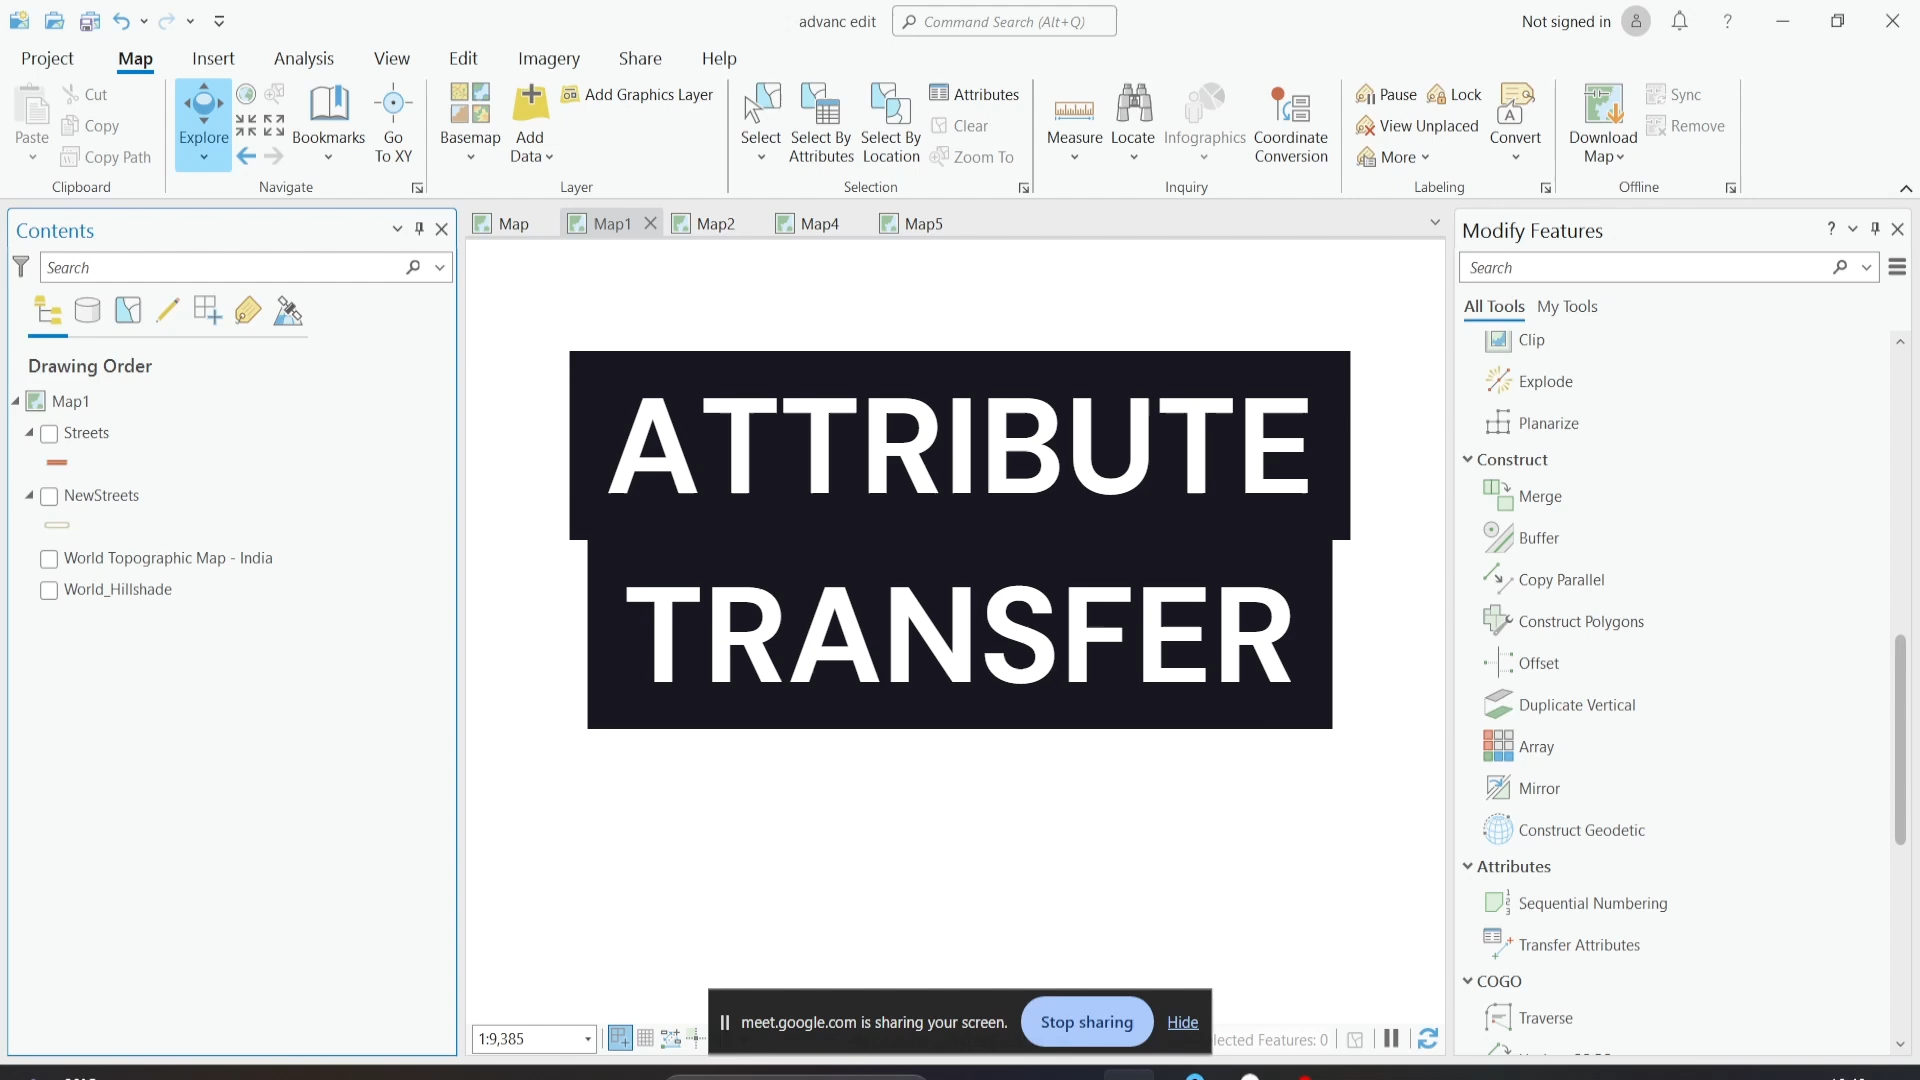 advanc edit
Command Search (Alt+Q)
Not signed in
?
Project
Map
Insert
Analysis
View
Edit
Imagery
Share
Help
Paste
Cut
Copy
Copy Path
Clipboard
Explore
Bookmarks
Go
To XY
Navigate
Basemap
Add
Data
Add Graphics Layer
Layer
Select
Select By
Attributes
Select By
Location
Attributes
Clear
Zoom To
Selection
Measure
Locate
Infographics
Coordinate
Conversion
Inquiry
Pause
Lock
View Unplaced
More
Convert
Labeling
Download
Map
Sync
Remove
Offline
Contents
Search
Drawing Order
Map1
Streets
NewStreets
World Topographic Map - India
World_Hillshade
Map
Map1
Map2
Map4
Map5
ATTRIBUTE
TRANSFER
1:9,385
meet.google.com is sharing your screen.
Stop sharing
Hide
lected Features: 0
Modify Features
?
Search
All Tools
My Tools
Clip
Explode
Planarize
Construct
Merge
Buffer
Copy Parallel
Construct Polygons
Offset
Duplicate Vertical
Array
Mirror
Construct Geodetic
Attributes
Sequential Numbering
Transfer Attributes
COGO
Traverse